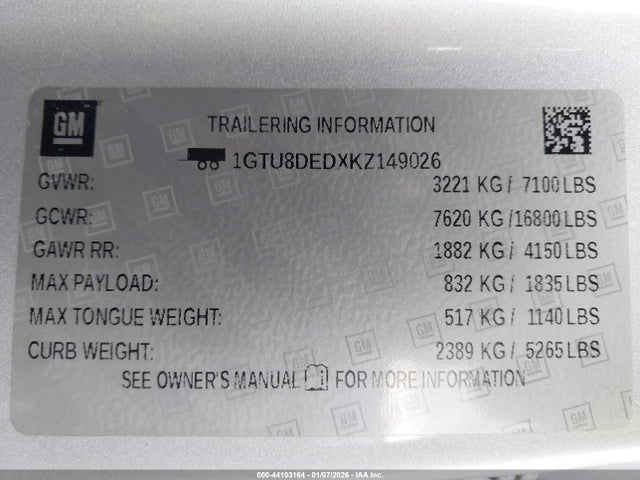 GM
TRAILERING INFORMATION
1GTU8DEDXKZ149026
GVWR: 3221 KG / 7100 LBS
GCWR: 7620 KG /16800 LBS
GAWR RR: 1882 KG / 4150 LBS
MAX PAYLOAD: 832 KG / 1835 LBS
MAX TONGUE WEIGHT: 517 KG / 1140 LBS
CURB WEIGHT: 2389 KG / 5265 LBS
SEE OWNER'S MANUAL FOR MORE INFORMATION
000-44103164 - 01/07/2026 - IAA, Inc.